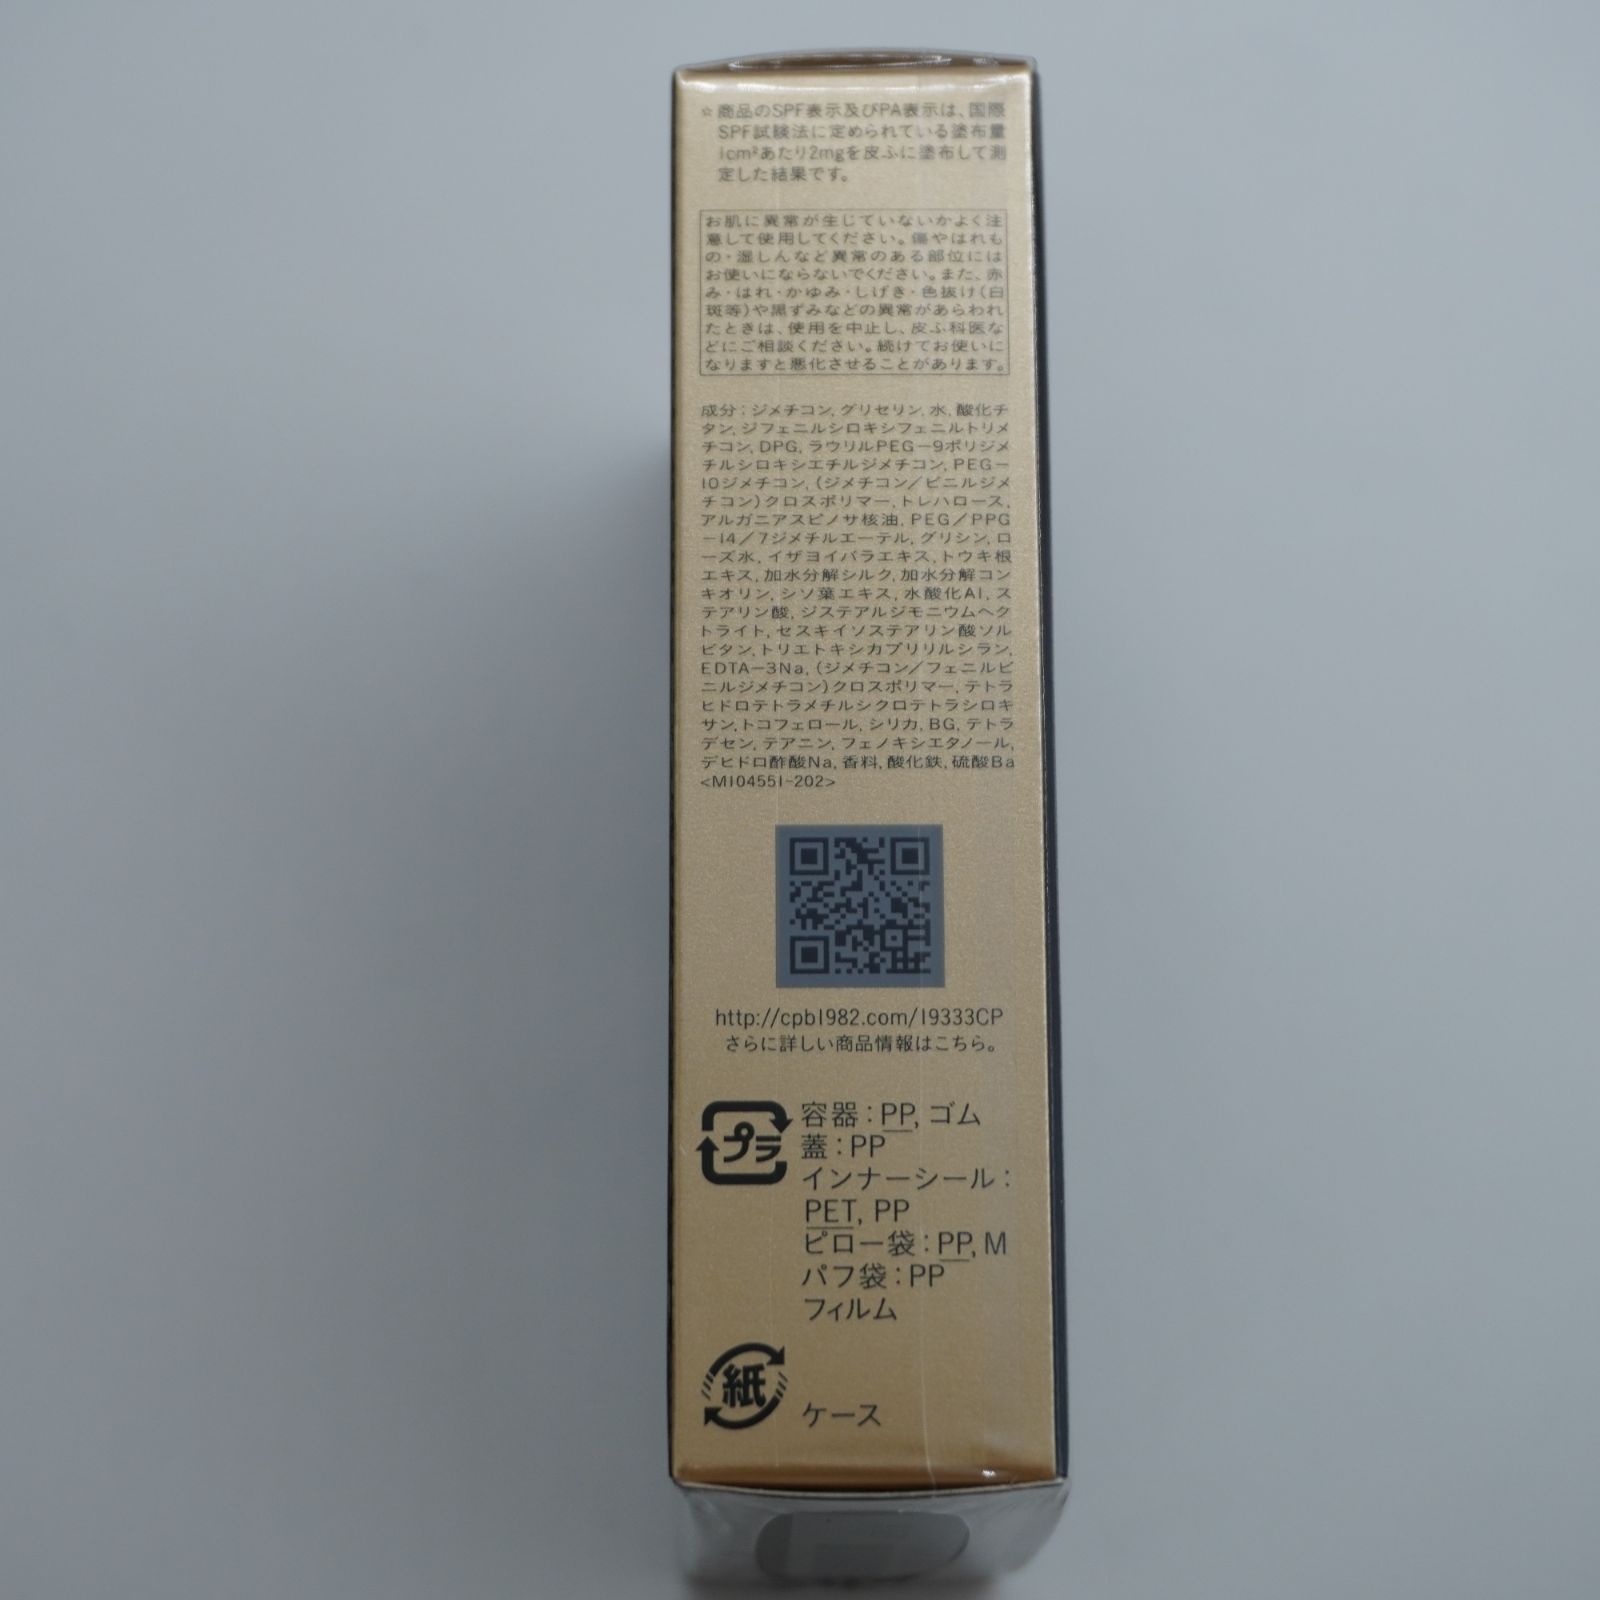 ☆商品のSPF表示及びPA表示は、国際
SPF試験法に定められている塗布量
1cm²あたり2mgを皮ふに塗布して測
定した結果です。
お肌に異常が生じていないかよく注
意して使用してください。傷やはれも
の・湿しんなど異常のある部位には
お使いにならないでください。また、赤
み・はれ・かゆみ・しげき・色抜け(白
斑等)や黒ずみなどの異常があらわれ
たときは、使用を中止し、皮ふ科医な
どにご相談ください。続けてお使いに
なりますと悪化させることがあります。
成分：ジメチコン, グリセリン, 水, 酸化チ
タン, ジフェニルシロキシフェニルトリメ
チコン, DPG, ラウリルPEG－9ポリジメ
チルシロキシエチルジメチコン, PEG－
10ジメチコン, (ジメチコン／ビニルジメ
チコン)クロスポリマー, トレハロース,
アルガニアスピノサ核油, PEG／PPG
－14／7ジメチルエーテル, グリシン, ロ
ーズ水, イザヨイバラエキス, トウキ根
エキス, 加水分解シルク, 加水分解コン
キオリン, シソ葉エキス, 水酸化Al, ス
テアリン酸, ジステアルジモニウムヘク
トライト, セスキイソステアリン酸ソル
ビタン, トリエトキシカプリリルシラン,
EDTA－3Na, (ジメチコン／フェニルビ
ニルジメチコン)クロスポリマー, テトラ
ヒドロテトラメチルシクロテトラシロキ
サン, トコフェロール, シリカ, BG, テトラ
デセン, テアニン, フェノキシエタノール,
デヒドロ酢酸Na, 香料, 酸化鉄, 硫酸Ba
<M104551-202>
http://cpb1982.com/19333CP
さらに詳しい商品情報はこちら。
プラ
容器：PP, ゴム
蓋：PP
インナーシール：
PET, PP
ピロー袋：PP, M
パフ袋：PP
フィルム
紙
ケース